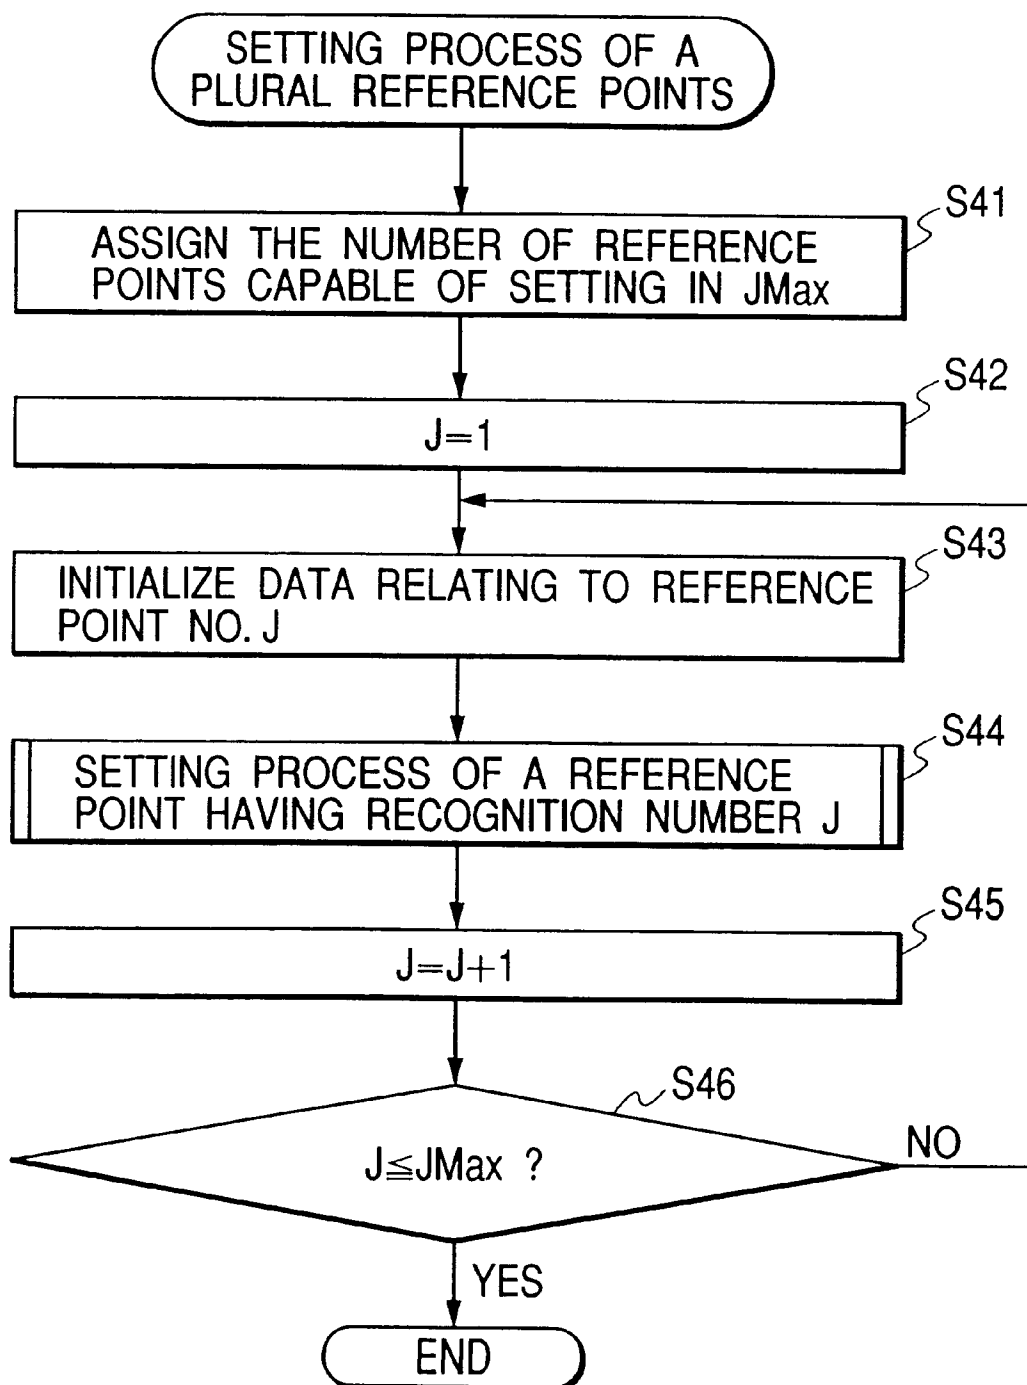 SETTING PROCESS OF A
PLURAL REFERENCE POINTS
S41
ASSIGN THE NUMBER OF REFERENCE
POINTS CAPABLE OF SETTING IN JMax
S42
J=1
S43
INITIALIZE DATA RELATING TO REFERENCE
POINT NO. J
S44
SETTING PROCESS OF A REFERENCE
POINT HAVING RECOGNITION NUMBER J
S45
J=J+1
S46
J≦JMax ?
NO
YES
END